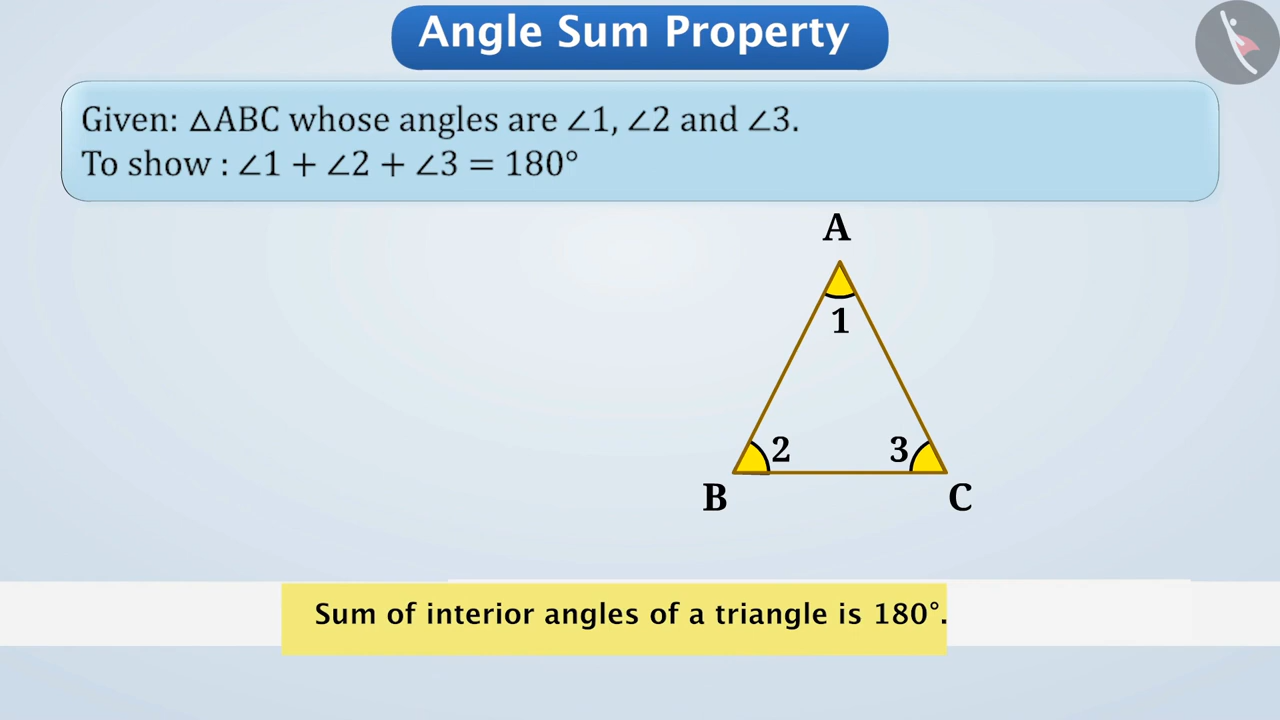 Angle Sum Property
Given: △ABC whose angles are ∠1, ∠2 and ∠3.
To show : ∠1 + ∠2 + ∠3 = 180°
A
1
2
3
B
C
Sum of interior angles of a triangle is 180°.